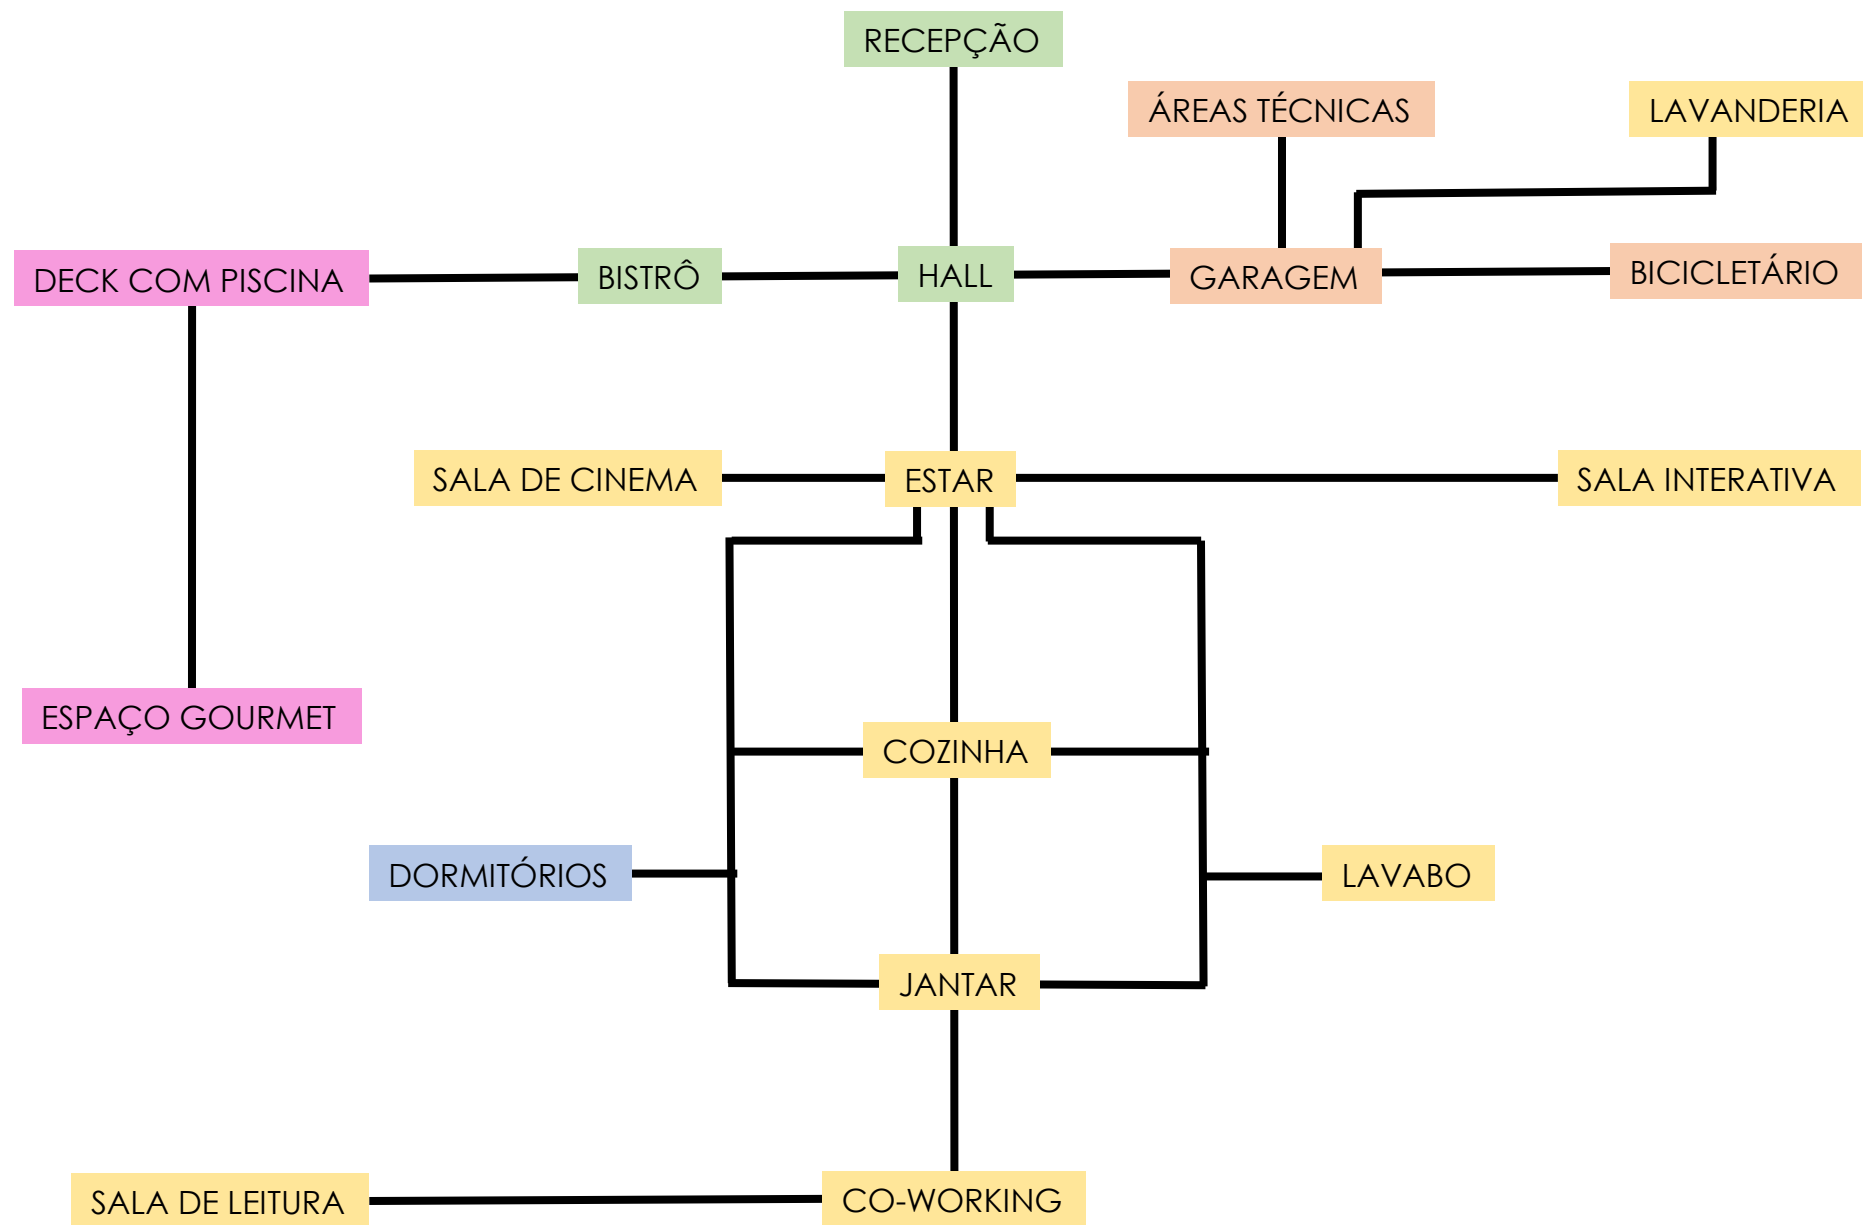 RECEPÇÃO
ÁREAS TÉCNICAS
LAVANDERIA
DECK COM PISCINA
BISTRÔ
HALL
GARAGEM
BICICLETÁRIO
SALA DE CINEMA
ESTAR
SALA INTERATIVA
ESPAÇO GOURMET
COZINHA
DORMITÓRIOS
LAVABO
JANTAR
SALA DE LEITURA
CO-WORKING